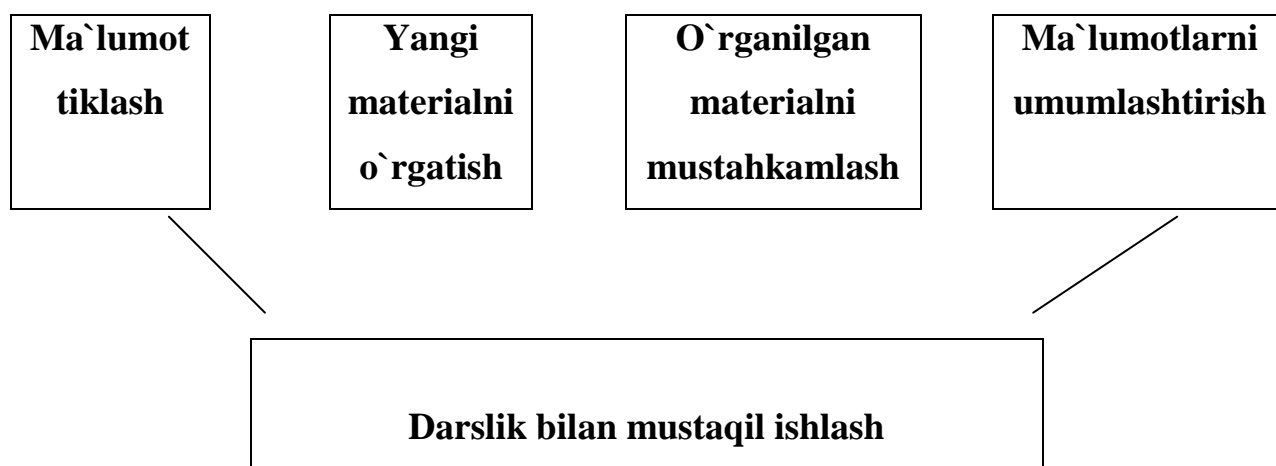 Ma`lumot
tiklash
Yangi
materialni
o`rgatish
O`rganilgan
materialni
mustahkamlash
Ma`lumotlarni
umumlashtirish
Darslik bilan mustaqil ishlash